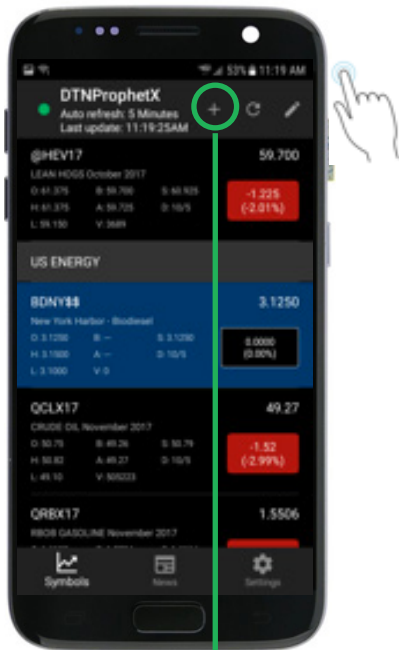 53% 11:19 AM
DTNProphetX
Auto refresh: 5 Minutes
Last update: 11:19:25AM
@HEV17 59.700
LEAN HOGS October 2017
O: 61.375 B: 59.700 S: 60.925
-1.225
H: 61.375 A: 59.725 D: 10/5
(-2.01%)
L: 59.150 V: 3689
US ENERGY
BDNY$$ 3.1250
New York Harbor - Biodiesel
O: 3.1250 B: -- S: 3.1250
0.0000
H: 3.1500 A: -- D: 10/5
(0.00%)
L: 3.1000 V: 0
QCLX17 49.27
CRUDE OIL, November 2017
O: 50.75 B: 49.26 S: 50.79
-1.52
H: 50.82 A: 49.27 D: 10/5
(-2.99%)
L: 49.10 V: 505223
QRBX17 1.5506
RBOB GASOLINE November 2017
Symbols News Settings